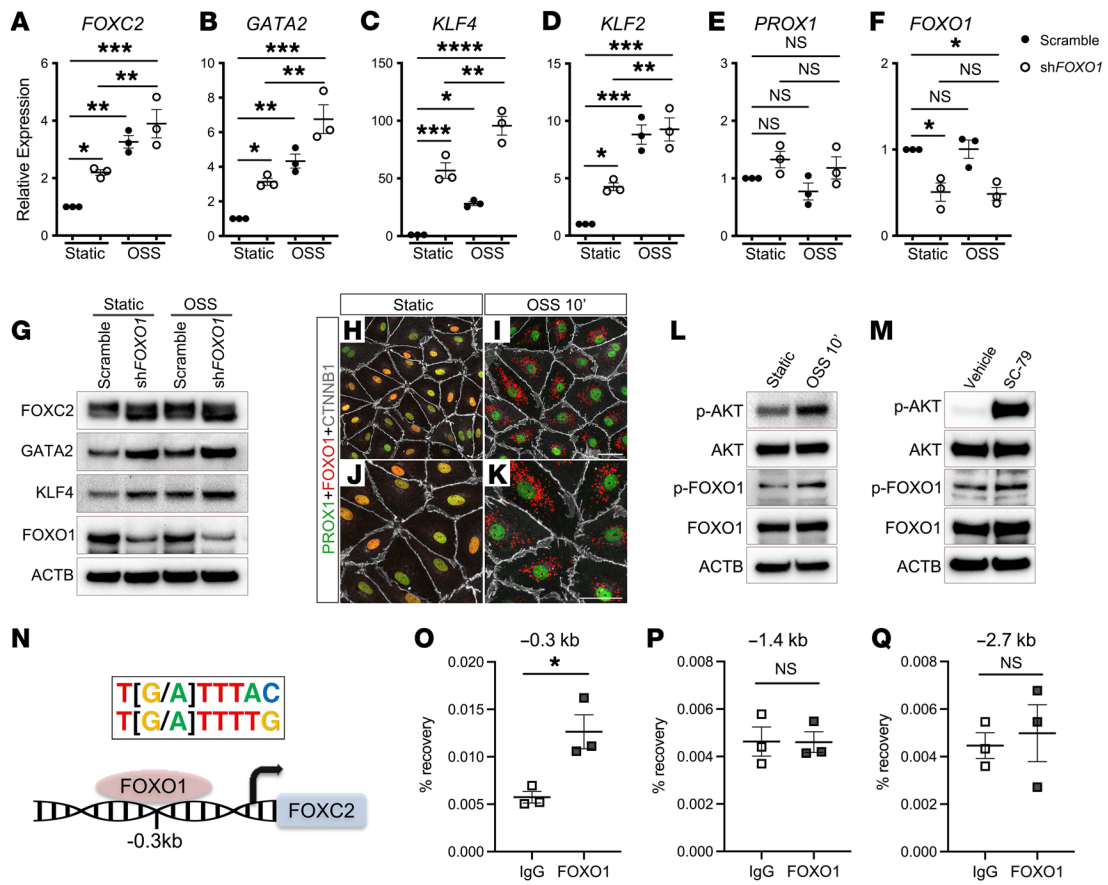 A FOXC2
*** 
**
**
*
Relative Expression
6
4
2
0
Static OSS
B GATA2
***
**
**
*
10
8
6
4
2
0
Static OSS
C KLF4
****
**
*
***
150
100
50
0
Static OSS
D KLF2
***
**
***
*
15
10
5
0
Static OSS
E PROX1
NS
NS
NS
NS
3
2
1
0
Static OSS
F FOXO1
*
NS
NS
*
2
1
0
Static OSS
Scramble
shFOXO1
G
Static OSS
Scramble
shFOXO1
Scramble
shFOXO1
FOXC2
GATA2
KLF4
FOXO1
ACTB
Static OSS 10'
PROX1+FOXO1+CTNNB1
H I
J K
L
Static
OSS 10'
p-AKT
AKT
p-FOXO1
FOXO1
ACTB
M
Vehicle
SC-79
p-AKT
AKT
p-FOXO1
FOXO1
ACTB
N
T[G/A]TTTAC
T[G/A]TTTTG
FOXO1
FOXC2
-0.3kb
O −0.3 kb
*
% recovery
0.020
0.015
0.010
0.005
0.000
IgG FOXO1
P −1.4 kb
NS
% recovery
0.008
0.006
0.004
0.002
0.000
IgG FOXO1
Q −2.7 kb
NS
% recovery
0.008
0.006
0.004
0.002
0.000
IgG FOXO1